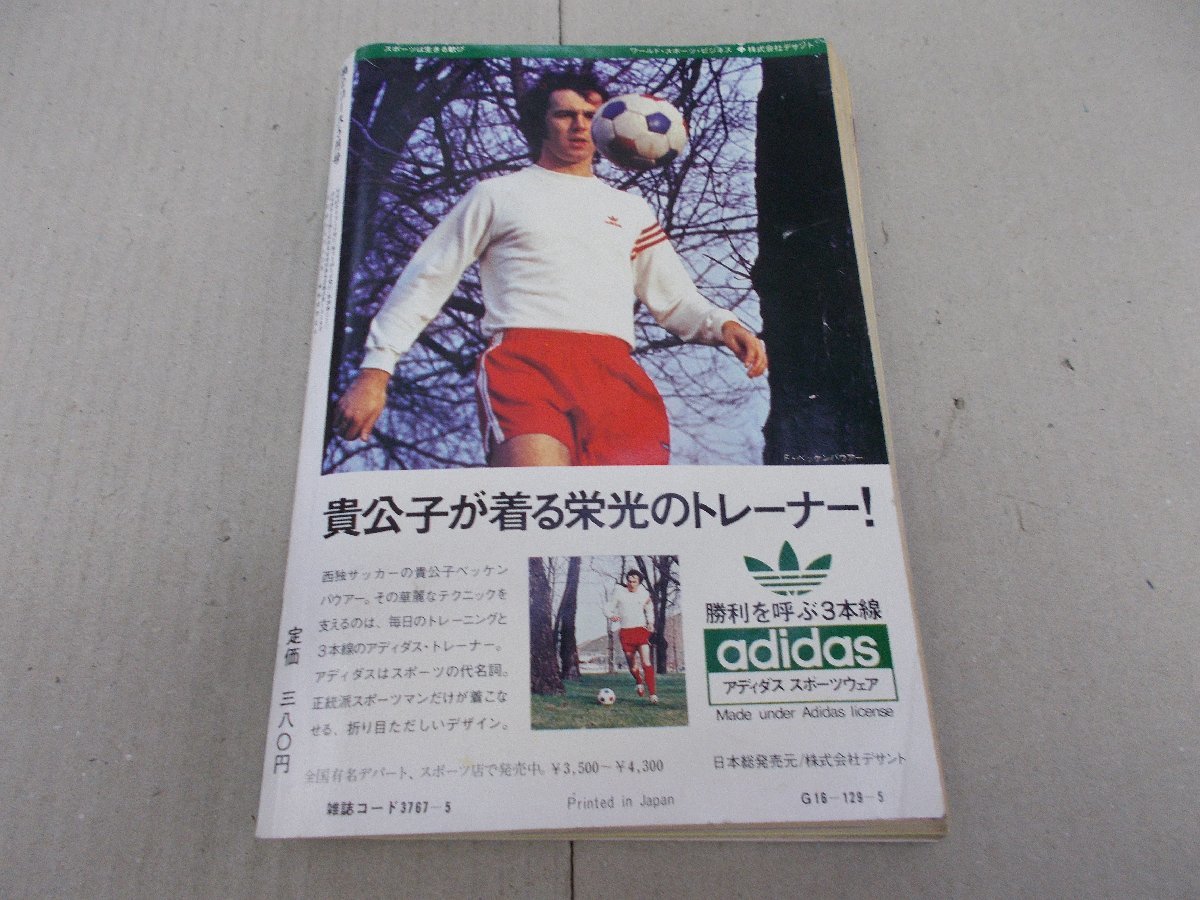 スポーツは生きる歓び
ワールド・スポーツ・ビジネス 株式会社デサント
F・ベッケンバウアー
貴公子が着る栄光のトレーナー!
西独サッカーの貴公子ベッケン
バウアー。その華麗なテクニックを
支えるのは、毎日のトレーニングと
3本線のアディダス・トレーナー。
アディダスはスポーツの代名詞。
正統派スポーツマンだけが着こな
せる、折り目ただしいデザイン。
勝利を呼ぶ3本線
adidas
アディダス スポーツウェア
Made under Adidas license
全国有名デパート、スポーツ店で発売中。¥3,500〜¥4,300
日本総発売元/株式会社デサント
雑誌コード3767-5
Printed in Japan
G16-129-5
定価 三八〇円